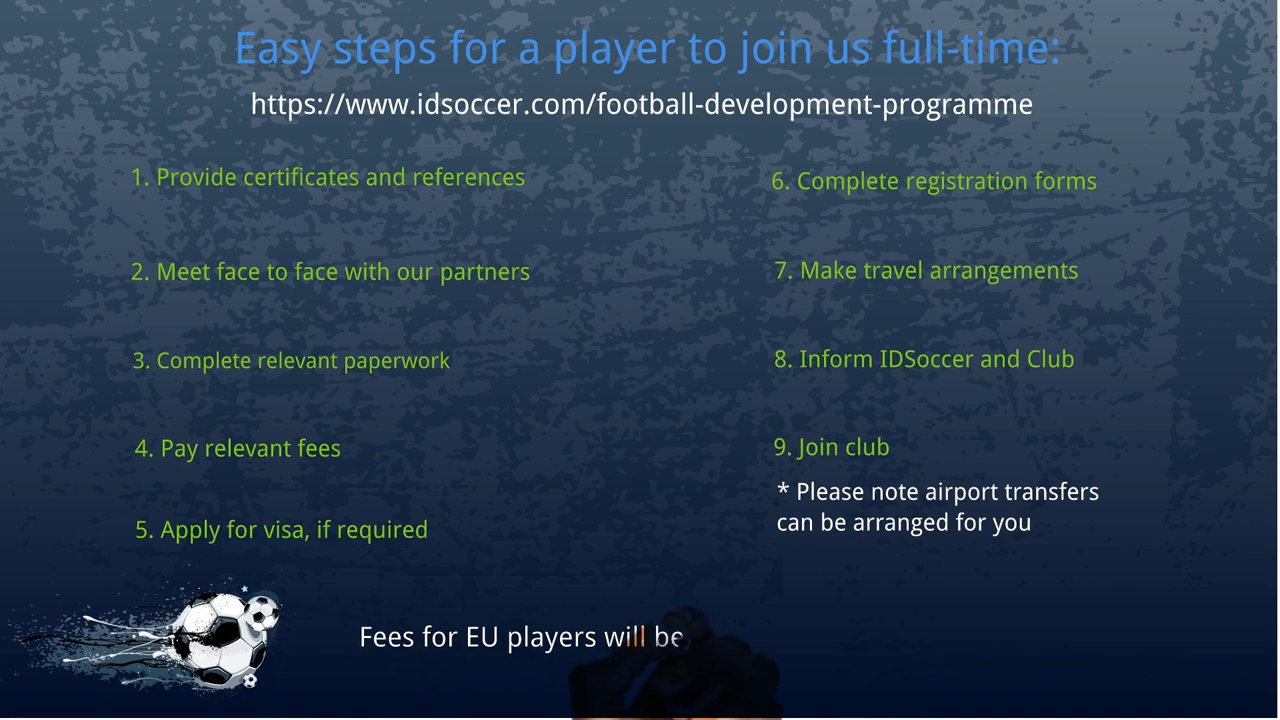 Easy steps for a player to join us full-time:
https://www.idsoccer.com/football-development-programme
1. Provide certificates and references
2. Meet face to face with our partners
3. Complete relevant paperwork
4. Pay relevant fees
5. Apply for visa, if required
6. Complete registration forms
7. Make travel arrangements
8. Inform IDSoccer and Club
9. Join club
* Please note airport transfers
can be arranged for you
Fees for EU players will be